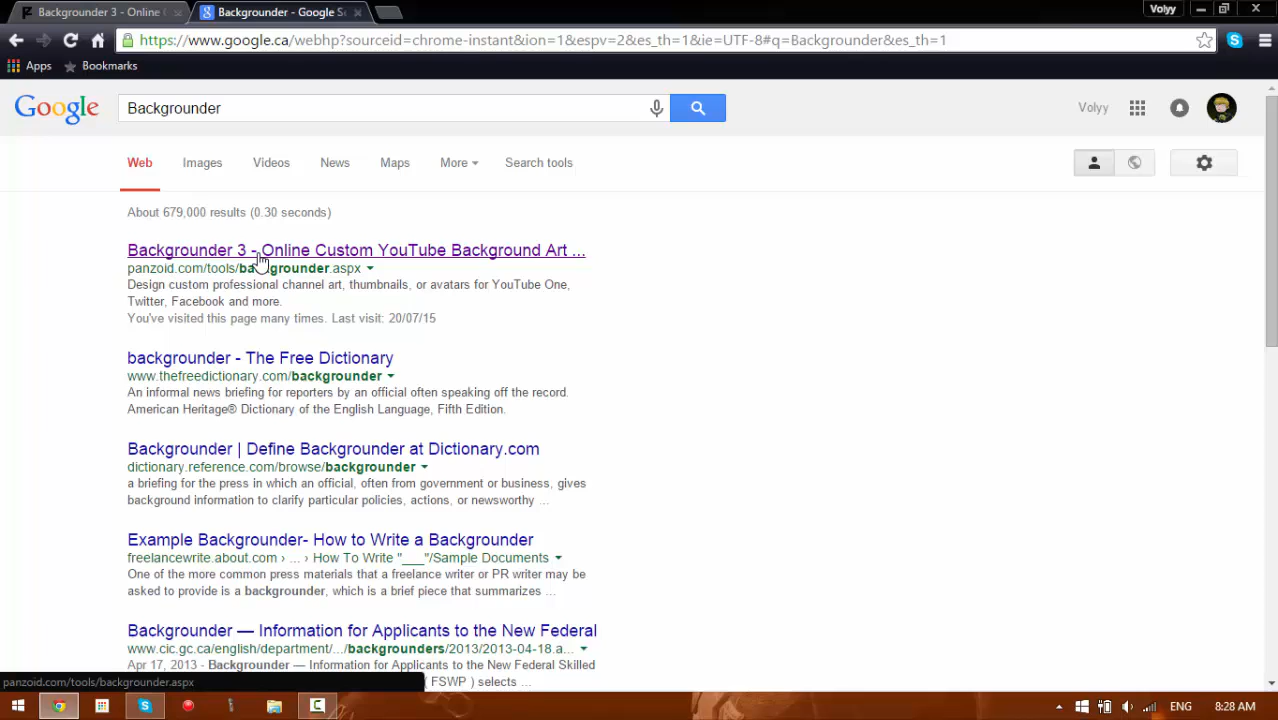 Backgrounder 3 - Online C
Backgrounder - Google S
Volyy
https://www.google.ca/webhp?sourceid=chrome-instant&ion=1&espv=2&es_th=1&ie=UTF-8#q=Backgrounder&es_th=1
Apps Bookmarks
Google Backgrounder Volyy
Web Images Videos News Maps More Search tools
About 679,000 results (0.30 seconds)
Backgrounder 3 - Online Custom YouTube Background Art ...
panzoid.com/tools/backgrounder.aspx
Design custom professional channel art, thumbnails, or avatars for YouTube One,
Twitter, Facebook and more.
You've visited this page many times. Last visit: 20/07/15
backgrounder - The Free Dictionary
www.thefreedictionary.com/backgrounder
An informal news briefing for reporters by an official often speaking off the record.
American Heritage® Dictionary of the English Language, Fifth Edition.
Backgrounder | Define Backgrounder at Dictionary.com
dictionary.reference.com/browse/backgrounder
a briefing for the press in which an official, often from government or business, gives
background information to clarify particular policies, actions, or newsworthy ...
Example Backgrounder- How to Write a Backgrounder
freelancewrite.about.com › ... › How To Write "___"/Sample Documents
One of the more common press materials that a freelance writer or PR writer may be
asked to provide is a backgrounder, which is a brief piece that summarizes ...
Backgrounder — Information for Applicants to the New Federal
www.cic.gc.ca/english/department/.../backgrounders/2013/2013-04-18.a...
Apr 17, 2013 - Backgrounder — Information for Applicants to the New Federal Skilled
( FSWP ) selects ...
panzoid.com/tools/backgrounder.aspx
ENG 8:28 AM